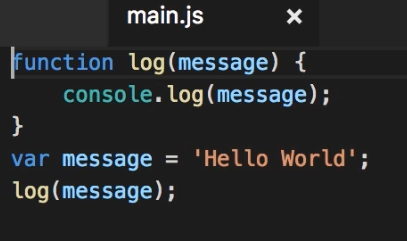 main.js ×
function log(message) {
    console.log(message);
}
var message = 'Hello World';
log(message);